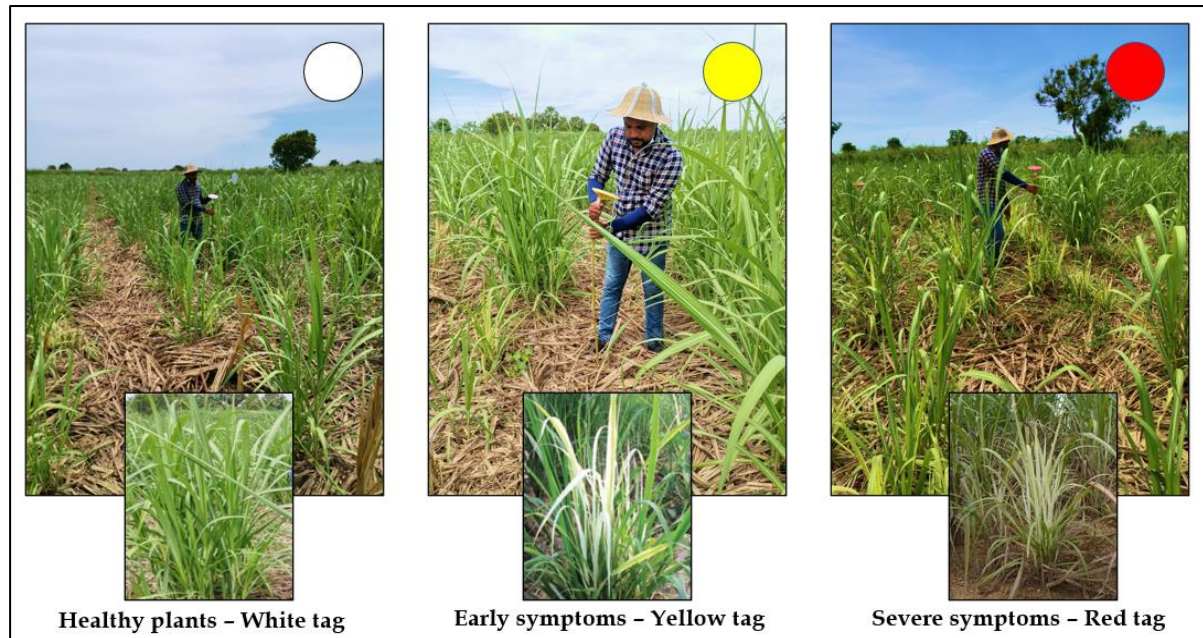 Healthy plants – White tag
Early symptoms – Yellow tag
Severe symptoms – Red tag